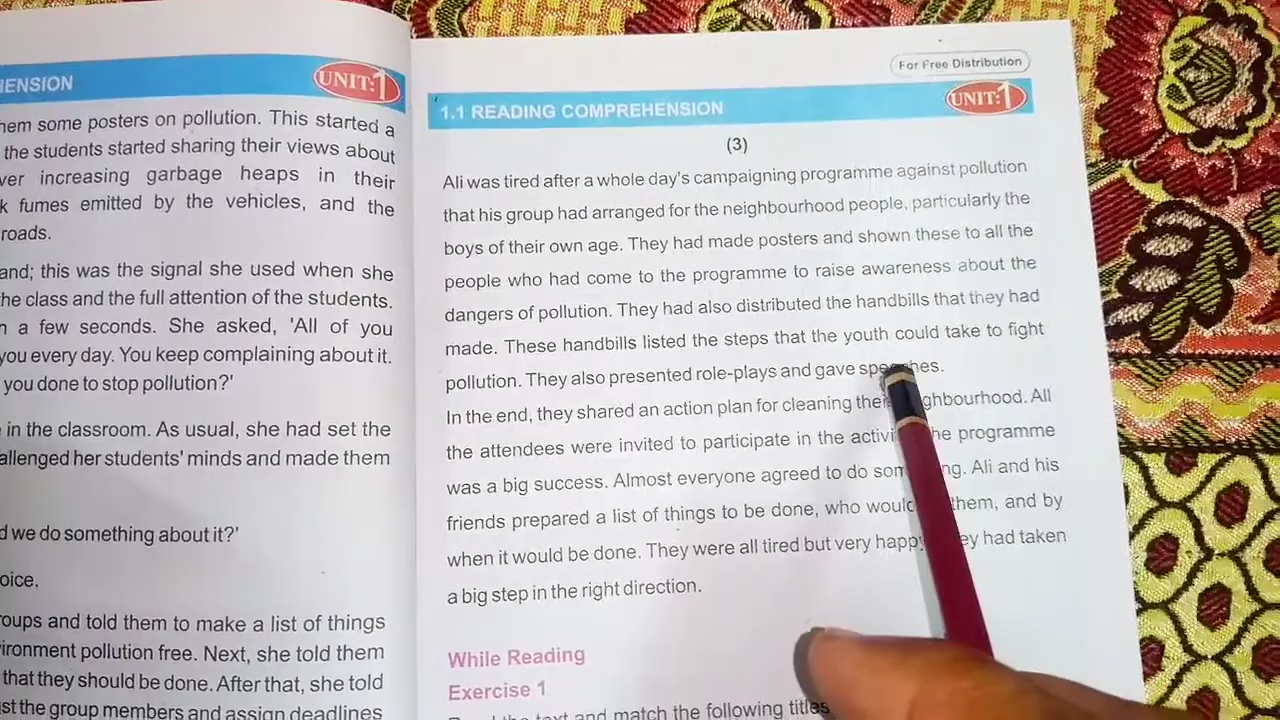 HENSION
UNIT:1
hem some posters on pollution. This started a
the students started sharing their views about
ver increasing garbage heaps in their
k fumes emitted by the vehicles, and the
roads.
and; this was the signal she used when she
he class and the full attention of the students.
n a few seconds. She asked, 'All of you
you every day. You keep complaining about it.
you done to stop pollution?'
in the classroom. As usual, she had set the
allenged her students' minds and made them
d we do something about it?'
oice.
roups and told them to make a list of things
ironment pollution free. Next, she told them
that they should be done. After that, she told
st the group members and assign deadlines
For Free Distribution
1.1 READING COMPREHENSION
UNIT:1
(3)
Ali was tired after a whole day's campaigning programme against pollution
that his group had arranged for the neighbourhood people, particularly the
boys of their own age. They had made posters and shown these to all the
people who had come to the programme to raise awareness about the
dangers of pollution. They had also distributed the handbills that they had
made. These handbills listed the steps that the youth could take to fight
pollution. They also presented role-plays and gave speeches.
In the end, they shared an action plan for cleaning their neighbourhood. All
the attendees were invited to participate in the activi he programme
was a big success. Almost everyone agreed to do som ng. Ali and his
friends prepared a list of things to be done, who would them, and by
when it would be done. They were all tired but very happy ey had taken
a big step in the right direction.
While Reading
Exercise 1
the text and match the following titles